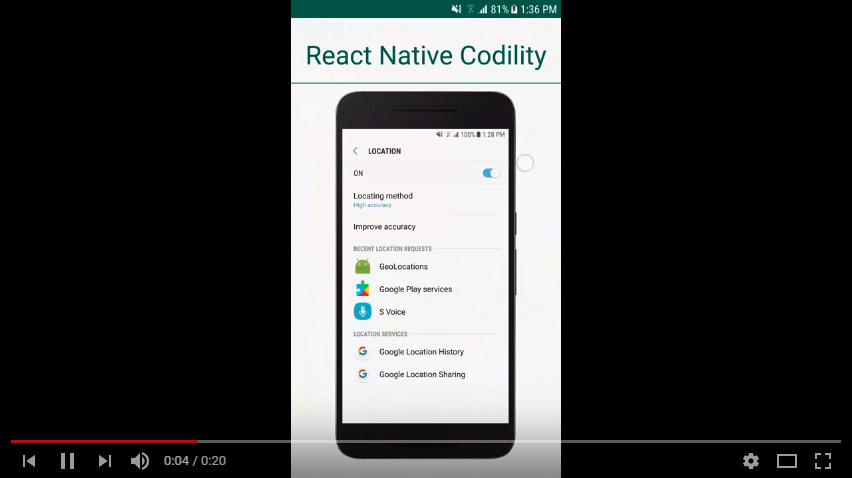 81% 1:36 PM
React Native Codility
100% 1:28 PM
LOCATION
ON
Locating method
High accuracy
Improve accuracy
RECENT LOCATION REQUESTS
GeoLocations
Google Play services
S Voice
LOCATION SERVICES
Google Location History
Google Location Sharing
0:04 / 0:20